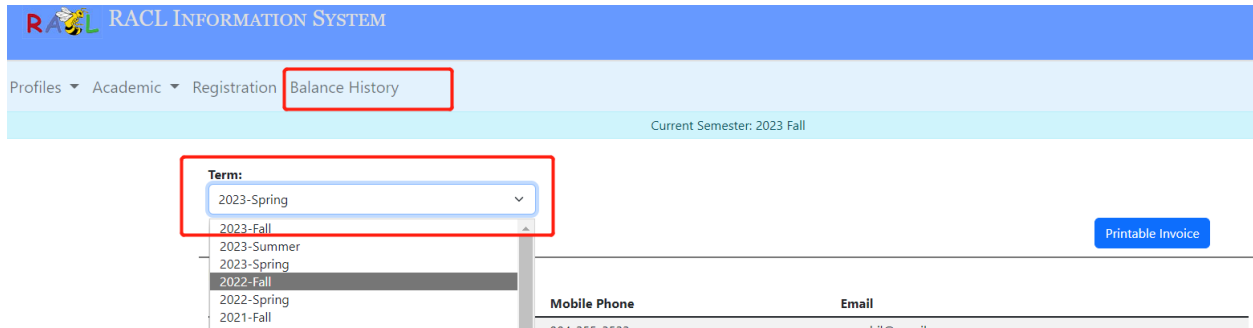 RACL RACL INFORMATION SYSTEM
Profiles Academic Registration Balance History
Current Semester: 2023 Fall
Term:
2023-Spring
2023-Fall
Printable Invoice
2023-Summer
2023-Spring
2022-Fall
2022-Spring
Mobile Phone Email
2021-Fall